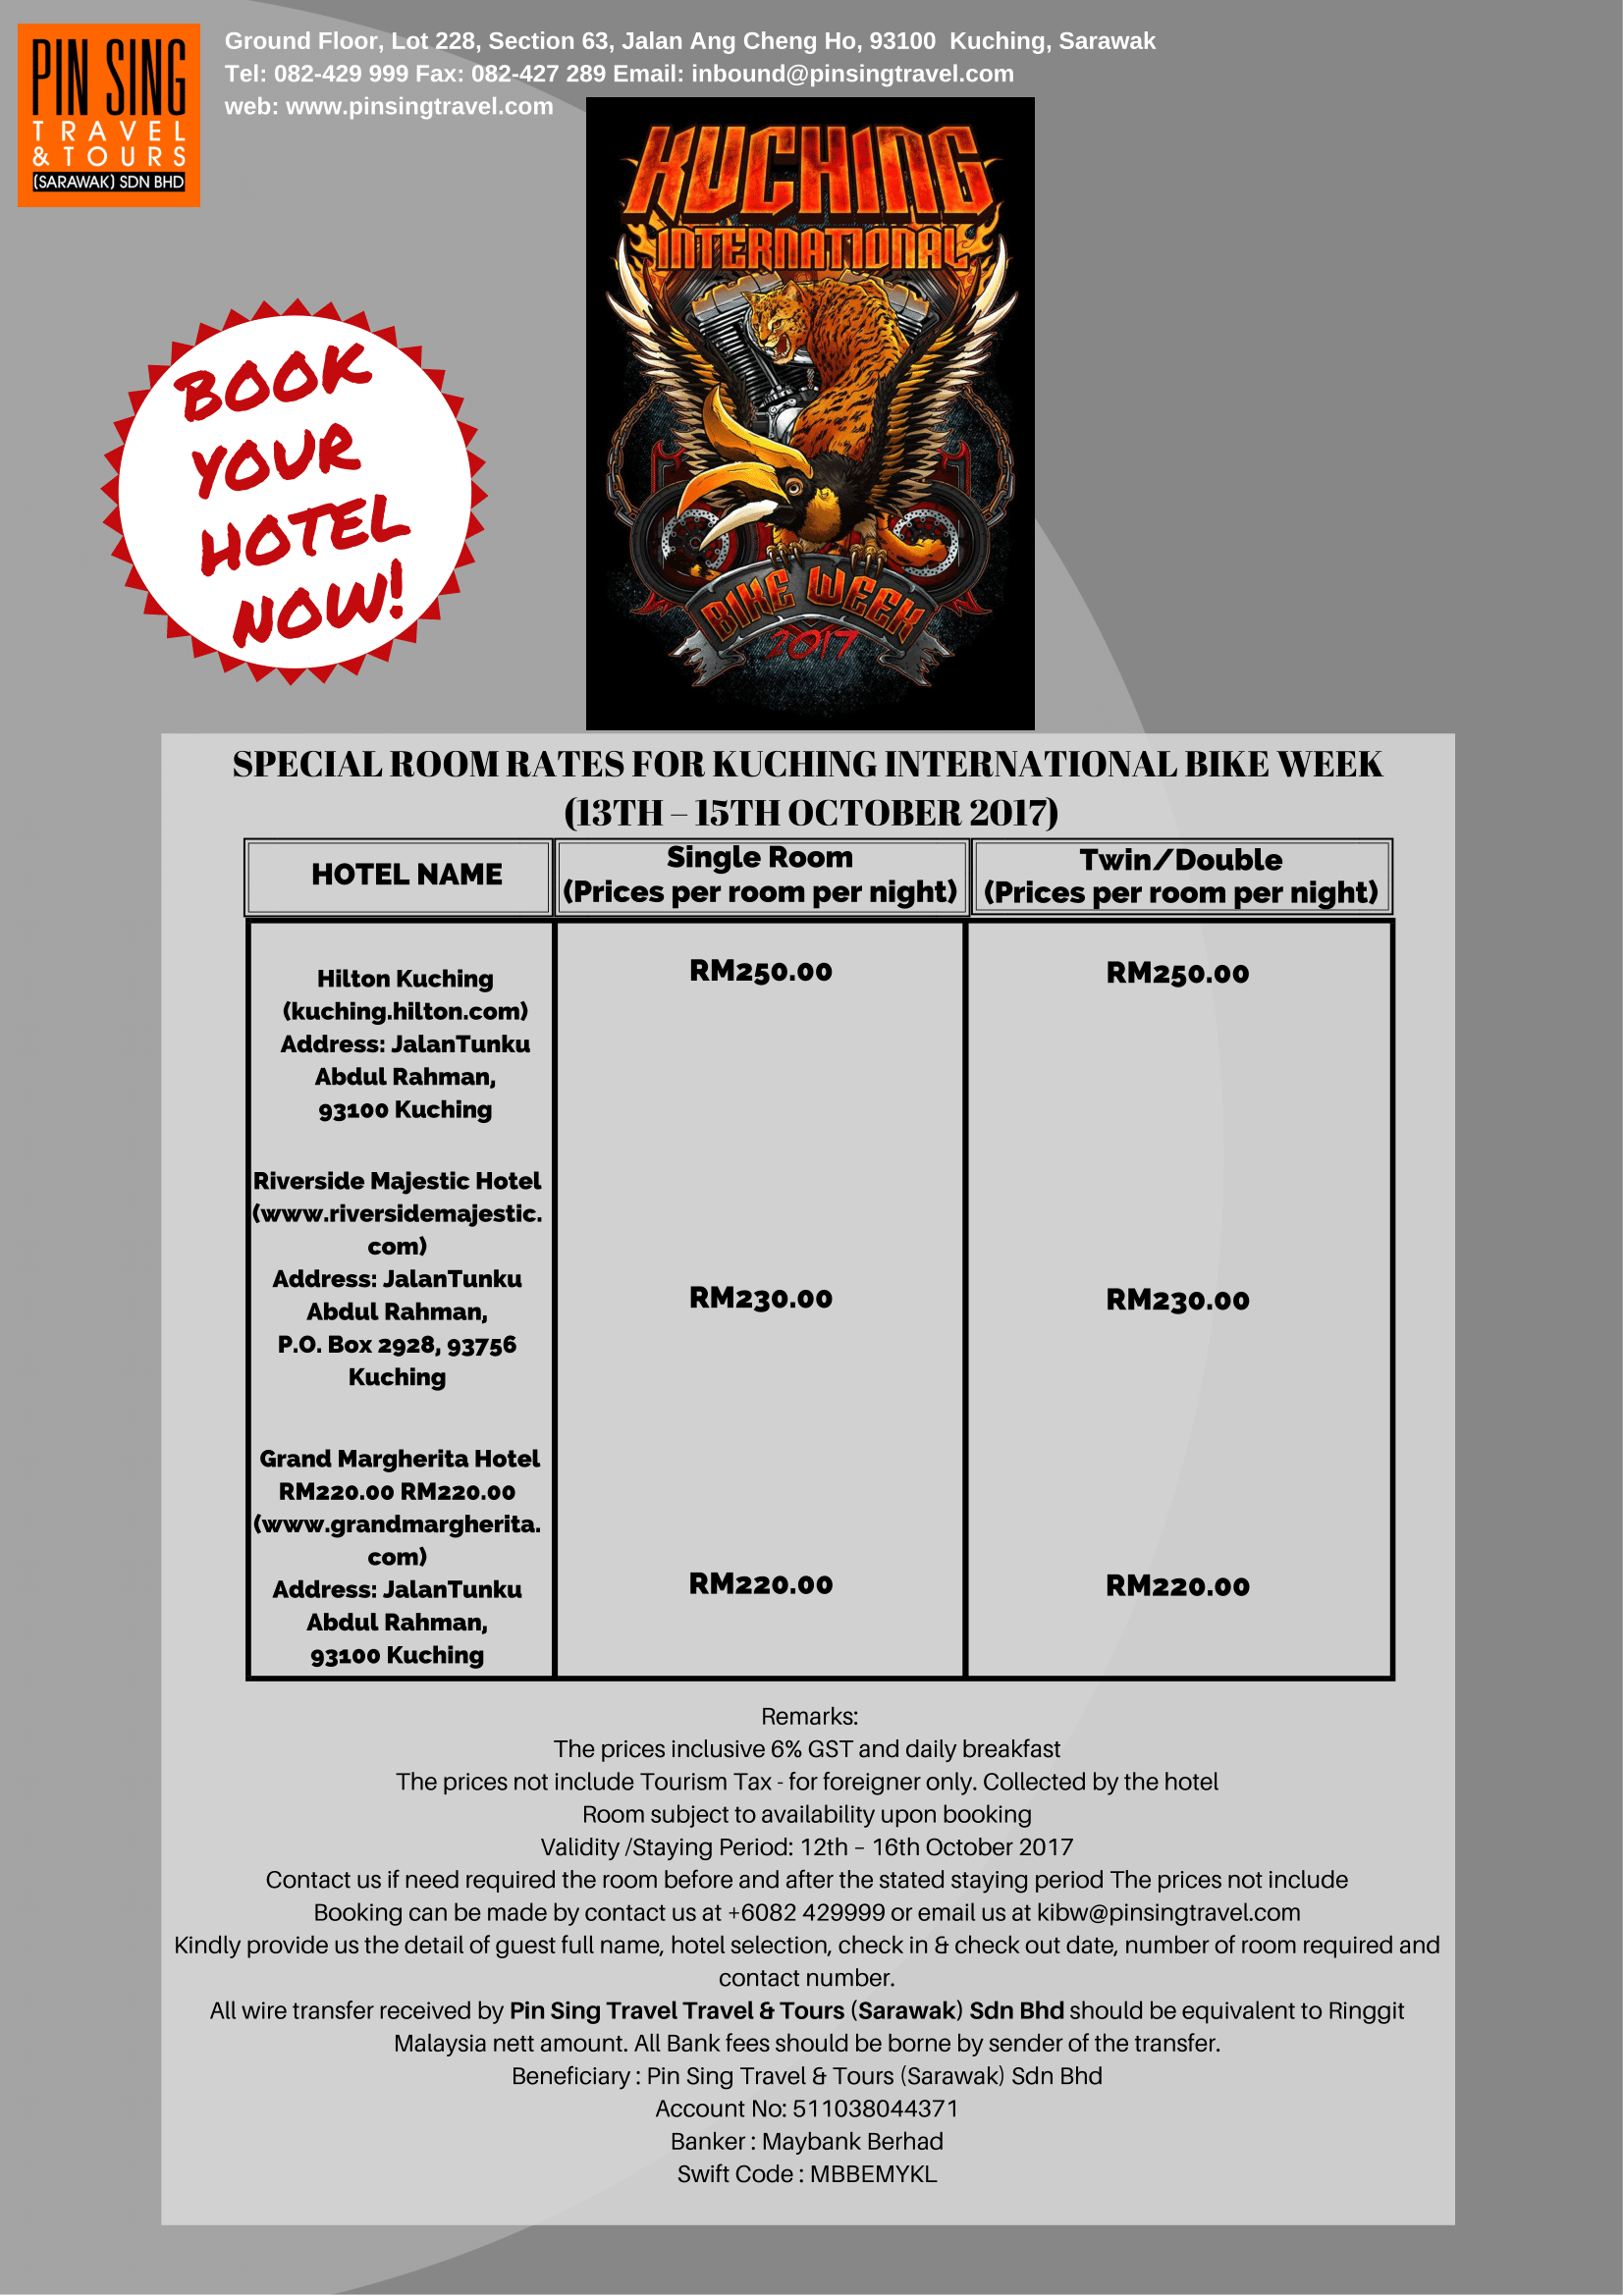 PIN SING
TRAVEL
& TOURS
(SARAWAK) SDN BHD
Ground Floor, Lot 228, Section 63, Jalan Ang Cheng Ho, 93100  Kuching, Sarawak
Tel: 082-429 999 Fax: 082-427 289 Email: inbound@pinsingtravel.com
web: www.pinsingtravel.com
KUCHING
INTERNATIONAL
BIKE WEEK
2017
BOOK
YOUR
HOTEL
NOW!
SPECIAL ROOM RATES FOR KUCHING INTERNATIONAL BIKE WEEK
(13TH – 15TH OCTOBER 2017)
HOTEL NAME
Single Room
(Prices per room per night)
Twin/Double
(Prices per room per night)
Hilton Kuching
(kuching.hilton.com)
Address: JalanTunku
Abdul Rahman,
93100 Kuching
RM250.00
RM250.00
Riverside Majestic Hotel
(www.riversidemajestic.
com)
Address: JalanTunku
Abdul Rahman,
P.O. Box 2928, 93756
Kuching
RM230.00
RM230.00
Grand Margherita Hotel
RM220.00 RM220.00
(www.grandmargherita.
com)
Address: JalanTunku
Abdul Rahman,
93100 Kuching
RM220.00
RM220.00
Remarks:
The prices inclusive 6% GST and daily breakfast
The prices not include Tourism Tax - for foreigner only. Collected by the hotel
Room subject to availability upon booking
Validity /Staying Period: 12th – 16th October 2017
Contact us if need required the room before and after the stated staying period The prices not include
Booking can be made by contact us at +6082 429999 or email us at kibw@pinsingtravel.com
Kindly provide us the detail of guest full name, hotel selection, check in & check out date, number of room required and
contact number.
All wire transfer received by Pin Sing Travel Travel & Tours (Sarawak) Sdn Bhd should be equivalent to Ringgit
Malaysia nett amount. All Bank fees should be borne by sender of the transfer.
Beneficiary : Pin Sing Travel & Tours (Sarawak) Sdn Bhd
Account No: 511038044371
Banker : Maybank Berhad
Swift Code : MBBEMYKL